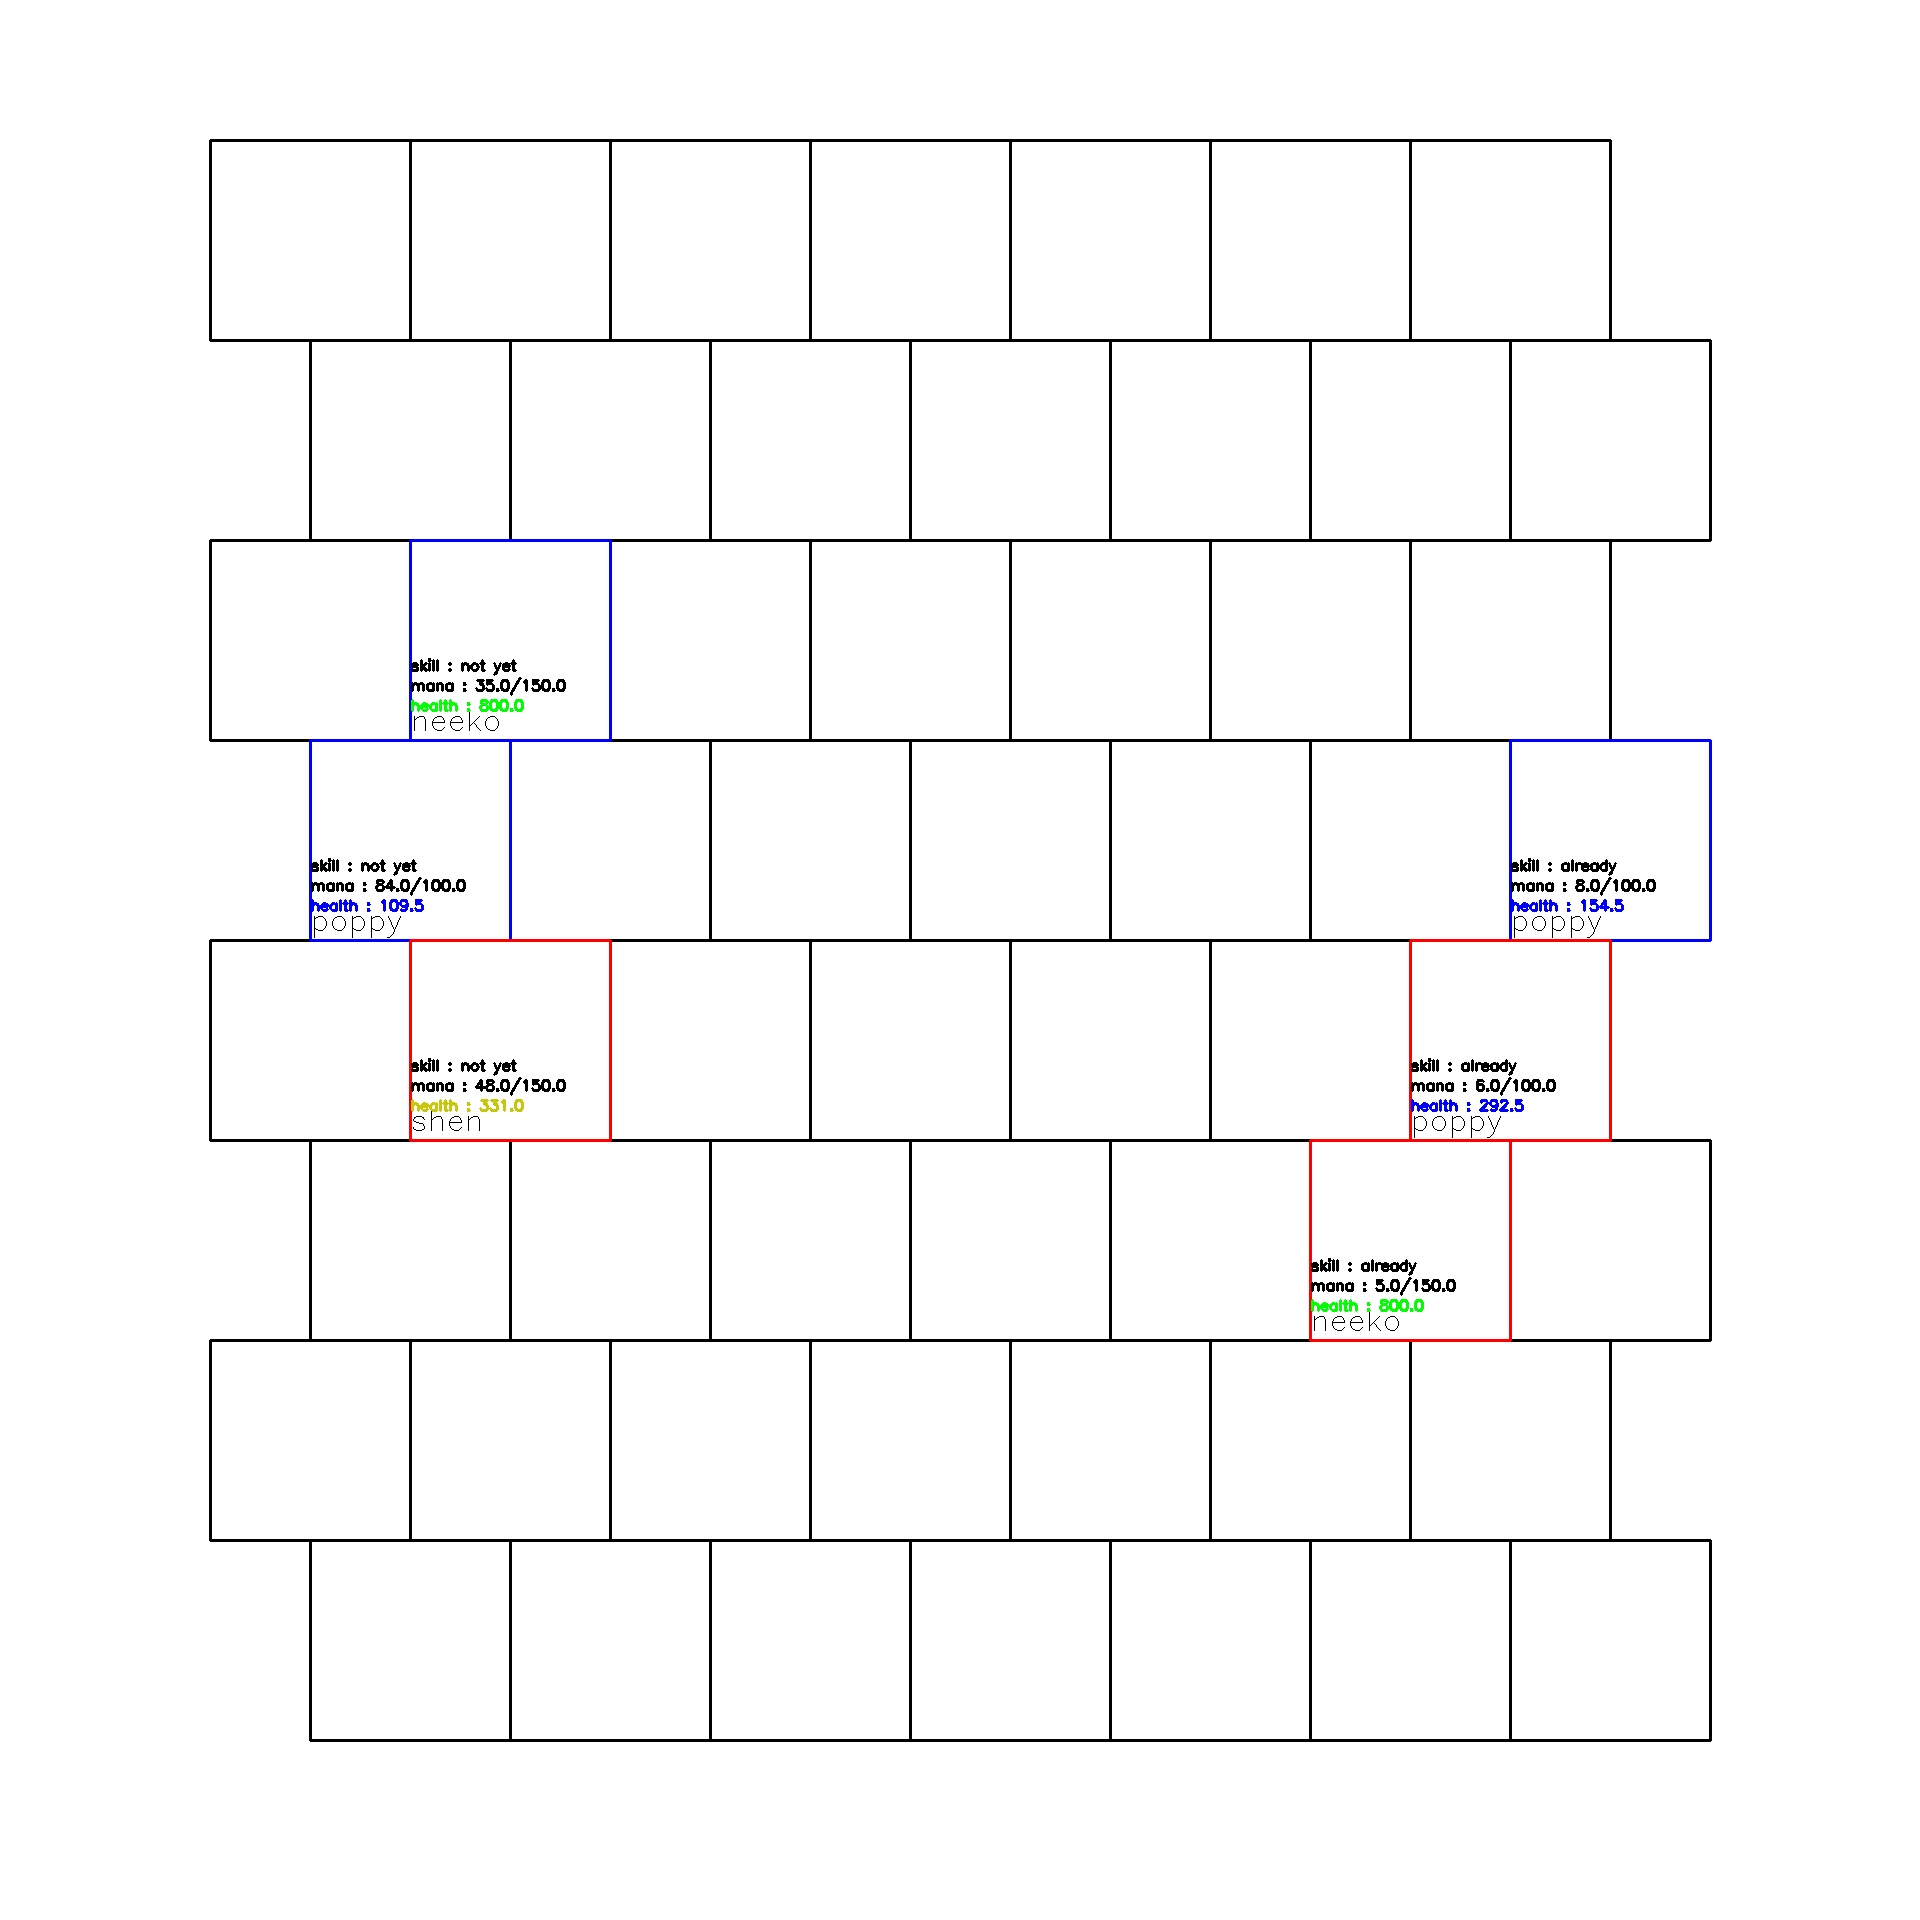 skill : not yet
mana : 35.0/150.0
health : 800.0
neeko
skill : not yet
mana : 84.0/100.0
health : 109.5
poppy
skill : already
mana : 8.0/100.0
health : 154.5
poppy
skill : not yet
mana : 48.0/150.0
health : 331.0
shen
skill : already
mana : 6.0/100.0
health : 292.5
poppy
skill : already
mana : 5.0/150.0
health : 800.0
neeko